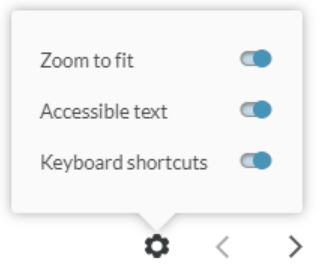 Zoom to fit
Accessible text
Keyboard shortcuts